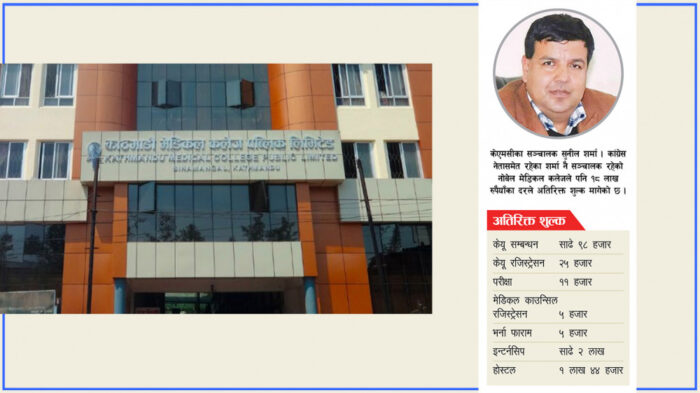 काठमाडौं मेडिकल कलेज पब्लिक लिमिटेड
KATHMANDU MEDICAL COLLEGE PUBLIC LIMITED
SINAMANGAL, KATHMANDU
केएमसीका सञ्चालक सुनील शर्मा । कांग्रेस
नेतासमेत रहेका शर्मा नै सञ्चालक रहेको
नोबेल मेडिकल कलेजले पनि १८ लाख
रुपैयाँका दरले अतिरिक्त शुल्क मागेको छ ।
अतिरिक्त शुल्क
केयू सम्बन्धन साढे ९८ हजार
केयू रजिस्ट्रेसन २५ हजार
परीक्षा ११ हजार
मेडिकल काउन्सिल
रजिस्ट्रेसन ५ हजार
भर्ना फाराम ५ हजार
इन्टर्नसिप साढे २ लाख
होस्टल १ लाख ४४ हजार